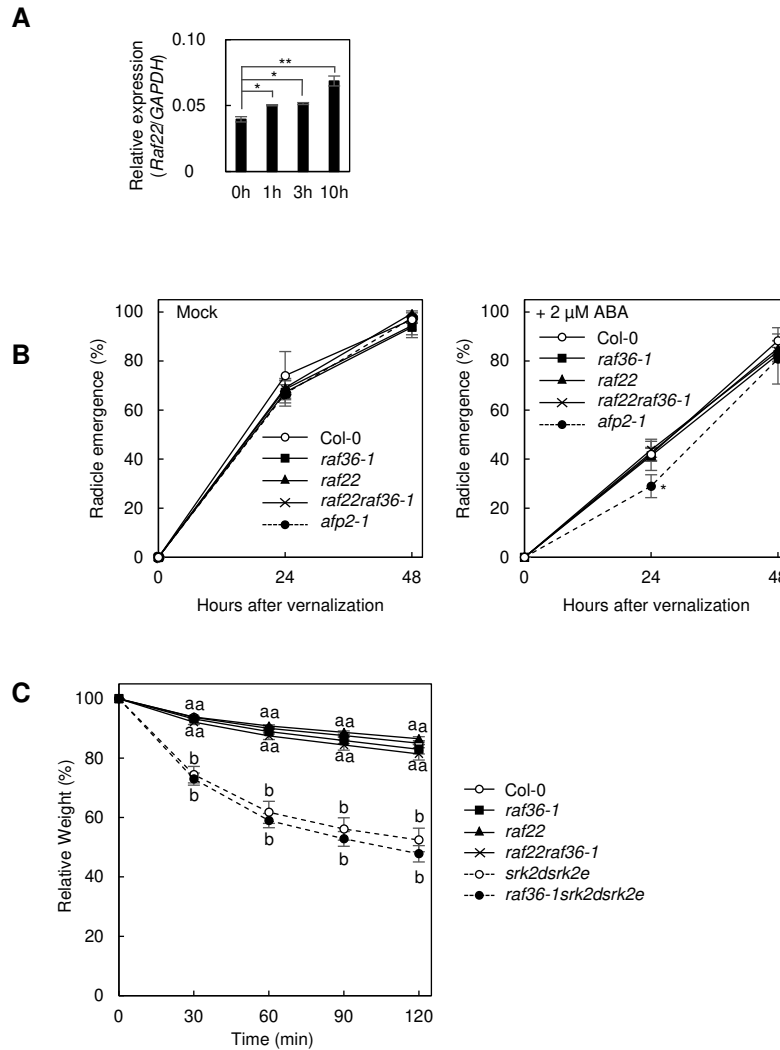 A
Relative expression
(Raf22/GAPDH)
0.10
0.05
0
**
*
*
0h 1h 3h 10h
B
Radicle emergence (%)
100
80
60
40
20
0
Mock
Col-0
raf36-1
raf22
raf22raf36-1
afp2-1
0 24 48
Hours after vernalization
Radicle emergence (%)
100
80
60
40
20
0
+ 2 µM ABA
Col-0
raf36-1
raf22
raf22raf36-1
afp2-1
*
0 24 48
Hours after vernalization
C
Relative Weight (%)
100
80
60
40
20
0
aa aa aa aa
aa aa aa aa
b b b b
b b b b
0 30 60 90 120
Time (min)
Col-0
raf36-1
raf22
raf22raf36-1
srk2dsrk2e
raf36-1srk2dsrk2e